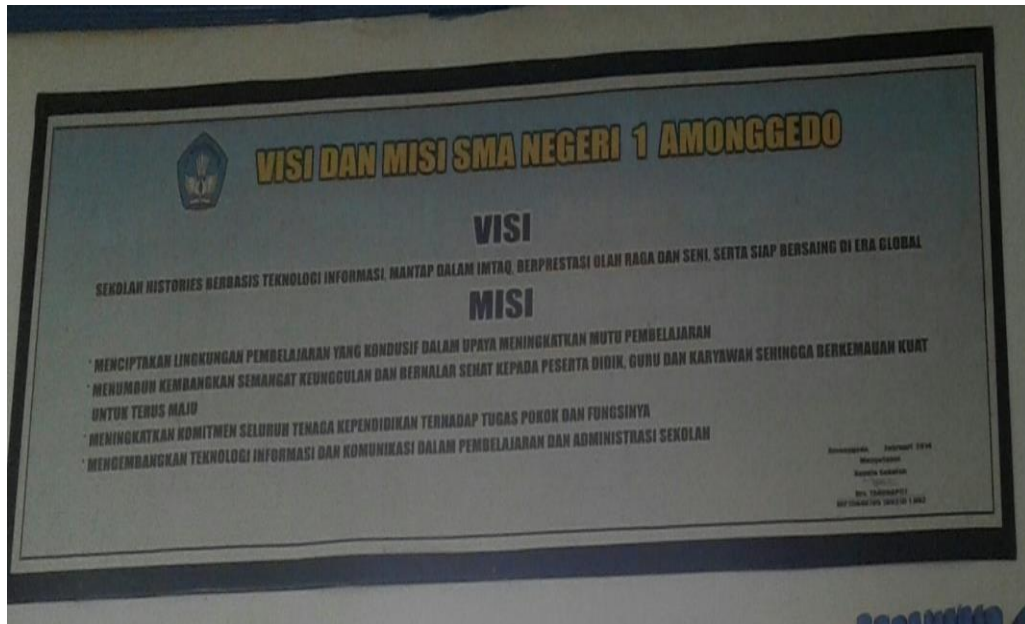 VISI DAN MISI SMA NEGERI 1 AMONGGEDO
VISI
SEKOLAH HISTORIES BERBASIS TEKNOLOGI INFORMASI, MANTAP DALAM IMTAQ, BERPRESTASI OLAH RAGA DAN SENI, SERTA SIAP BERSAING DI ERA GLOBAL
MISI
* MENCIPTAKAN LINGKUNGAN PEMBELAJARAN YANG KONDUSIF DALAM UPAYA MENINGKATKAN MUTU PEMBELAJARAN
* MENUMBUH KEMBANGKAN SEMANGAT KEUNGGULAN DAN BERNALAR SEHAT KEPADA PESERTA DIDIK, GURU DAN KARYAWAN SEHINGGA BERKEMAUAN KUAT
UNTUK TERUS MAJU
* MENINGKATKAN KOMITMEN SELURUH TENAGA KEPENDIDIKAN TERHADAP TUGAS POKOK DAN FUNGSINYA
* MENGEMBANGKAN TEKNOLOGI INFORMASI DAN KOMUNIKASI DALAM PEMBELAJARAN DAN ADMINISTRASI SEKOLAH
Amonggedo, Februari
Mengetahui
Kepala Sekolah